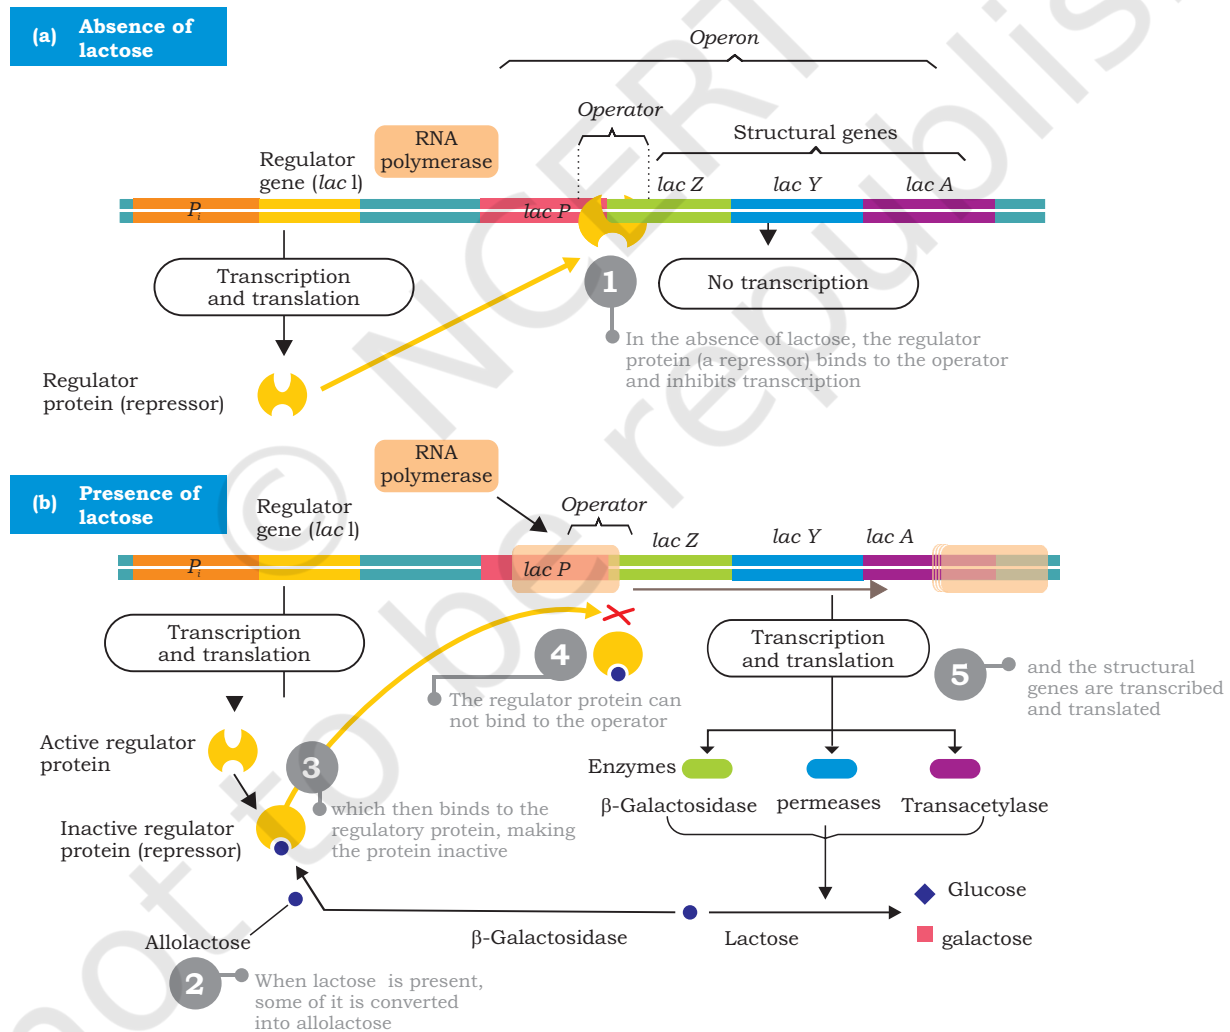 (a) Absence of
lactose
Operon
Operator
Structural genes
RNA
polymerase
Regulator
gene (lac l)
lac Z
lac Y
lac A
Pi
lac P
Transcription
and translation
1
No transcription
In the absence of lactose, the regulator
protein (a repressor) binds to the operator
and inhibits transcription
Regulator
protein (repressor)
RNA
polymerase
(b) Presence of
lactose
Regulator
gene (lac l)
Operator
lac Z
lac Y
lac A
Pi
lac P
Transcription
and translation
4
The regulator protein can
not bind to the operator
Transcription
and translation
5
and the structural
genes are transcribed
and translated
Active regulator
protein
3
which then binds to the
regulatory protein, making
the protein inactive
Inactive regulator
protein (repressor)
Enzymes
β-Galactosidase
permeases
Transacetylase
Glucose
galactose
Lactose
β-Galactosidase
Allolactose
2
When lactose is present,
some of it is converted
into allolactose
© NCERT
not to be republis